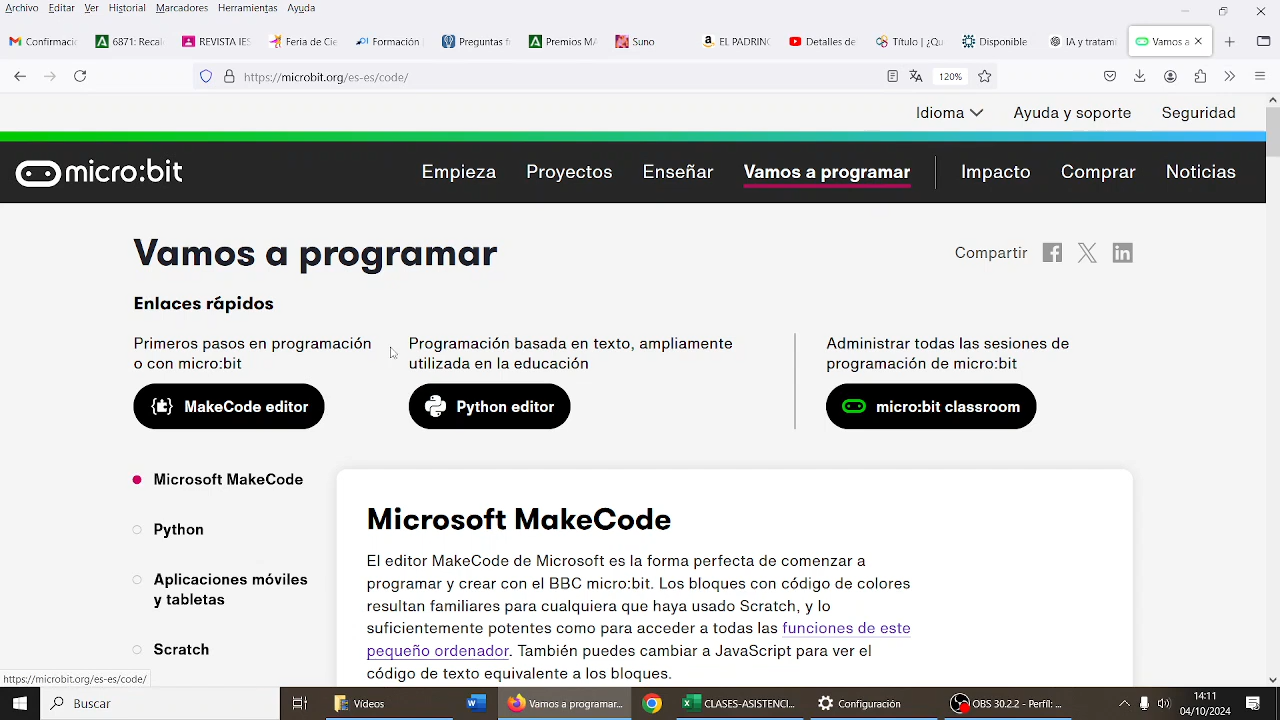 Archivo Editar Ver Historial Marcadores Herramientas Ayuda
Confirmaci 6871: Recal REVISTA IES Feria de Cie Formación Preguntas f Premios MA Suno EL PADRINO Detalles de Título | ¿Qu Disponible IA y tratami Vamos a
https://microbit.org/es-es/code/ 120%
Idioma Ayuda y soporte Seguridad
micro:bit Empieza Proyectos Enseñar Vamos a programar Impacto Comprar Noticias
Vamos a programar
Compartir
Enlaces rápidos
Primeros pasos en programación
o con micro:bit
MakeCode editor
Programación basada en texto, ampliamente
utilizada en la educación
Python editor
Administrar todas las sesiones de
programación de micro:bit
micro:bit classroom
Microsoft MakeCode
Python
Aplicaciones móviles
y tabletas
Scratch
Microsoft MakeCode
El editor MakeCode de Microsoft es la forma perfecta de comenzar a
programar y crear con el BBC micro:bit. Los bloques con código de colores
resultan familiares para cualquiera que haya usado Scratch, y lo
suficientemente potentes como para acceder a todas las funciones de este
pequeño ordenador. También puedes cambiar a JavaScript para ver el
código de texto equivalente a los bloques.
https://microbit.org/es-es/code/
Buscar Vídeos Vamos a programar... CLASES-ASISTENCI... Configuración OBS 30.2.2 - Perfil: ... 14:11
04/10/2024